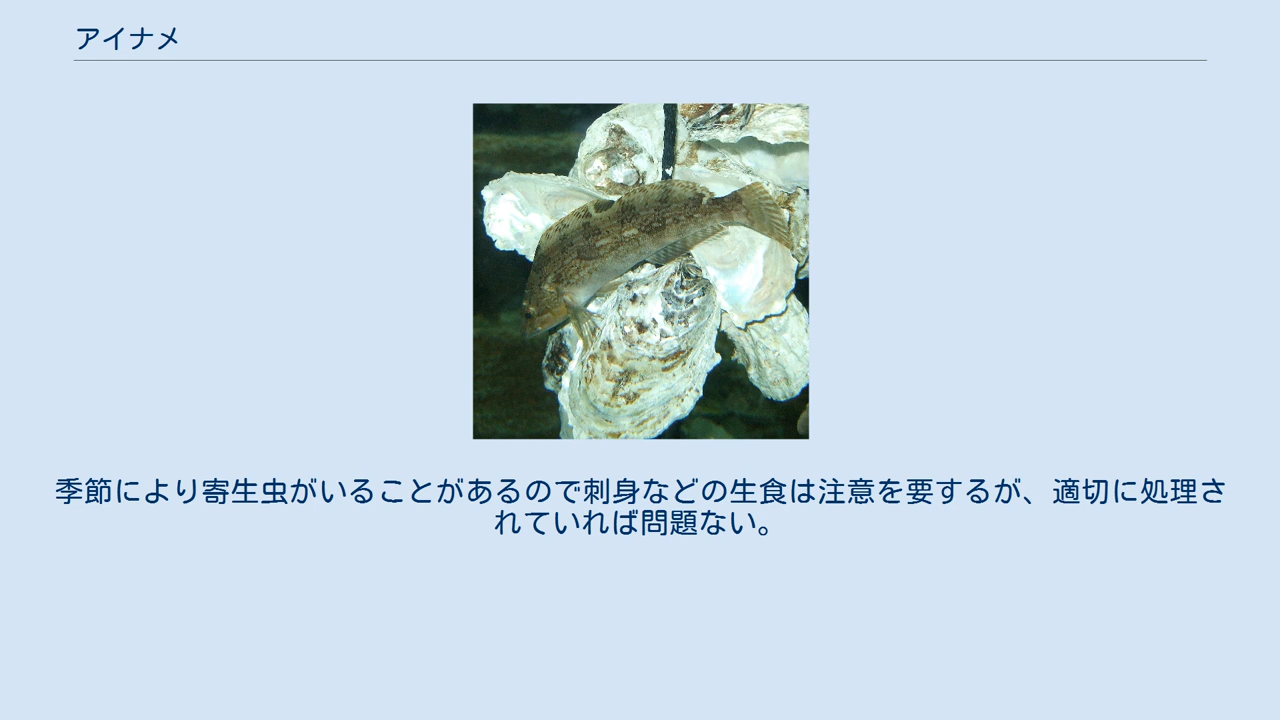 アイナメ
季節により寄生虫がいることがあるので刺身などの生食は注意を要するが、適切に処理さ
れていれば問題ない。